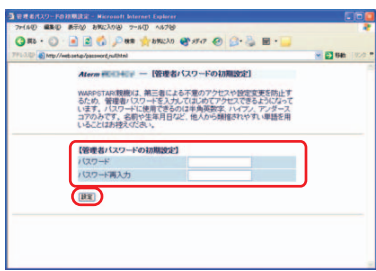 管理者パスワードの初期設定 - Microsoft Internet Explorer
ファイル(F) 編集(E) 表示(V) お気に入り(A) ツール(T) ヘルプ(H)
戻る 検索 お気に入り メディア
アドレス(D) http://web.setup/password_null.html 移動 リンク
Aterm — [管理者パスワードの初期設定]
WARPSTAR親機は、第三者による不意のアクセスや設定変更を防止す
るため、管理者パスワードを入力してはじめてアクセスできるようになって
います。パスワードに使用できるのは半角英数字、ハイフン、アンダース
コアのみです。名前や生年月日など、他人から類推されやすい単語を用
いることはお控えください。
【管理者パスワードの初期設定】
パスワード
パスワード再入力
設定